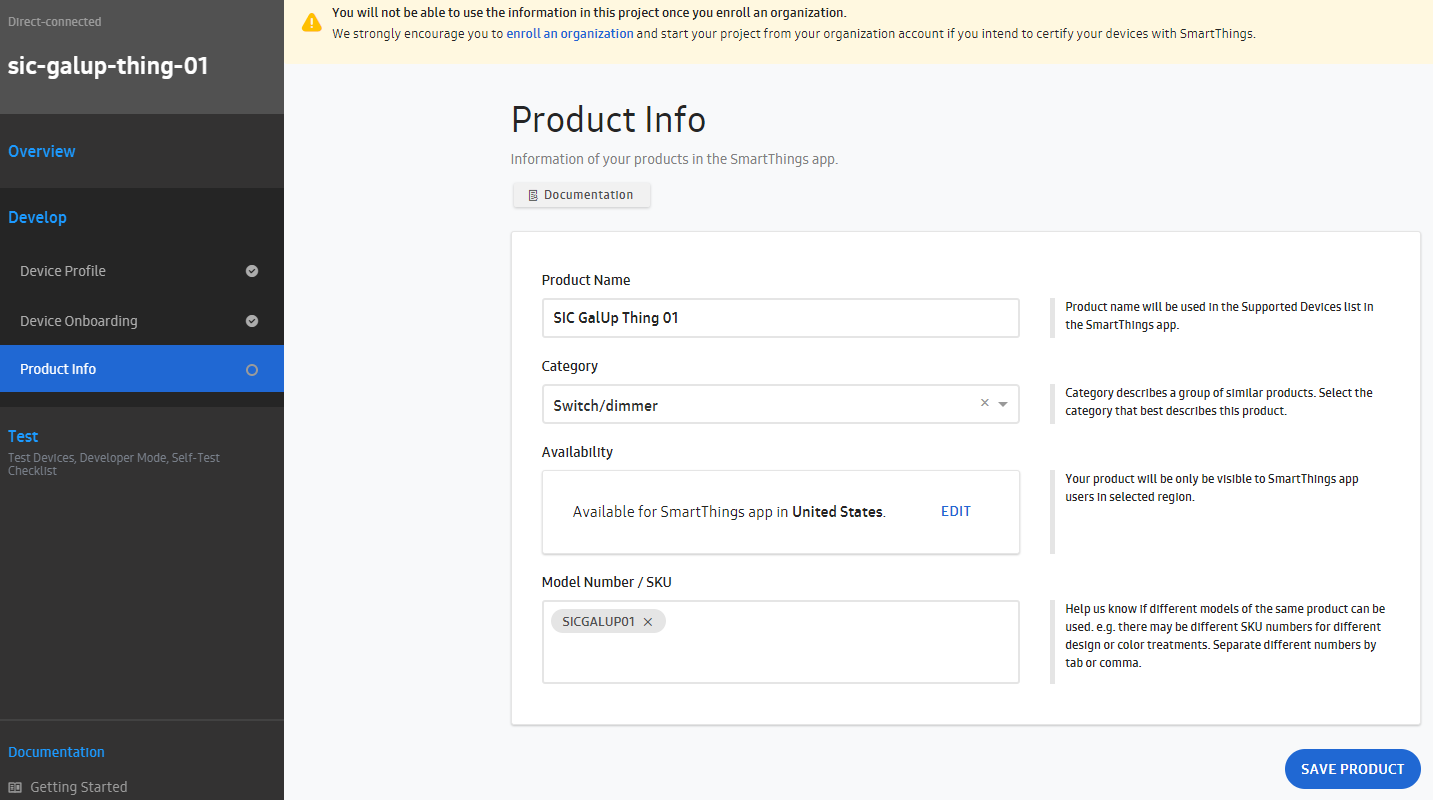 Direct-connected
sic-galup-thing-01
Overview
Develop
Device Profile
Device Onboarding
Product Info
Test
Test Devices, Developer Mode, Self-Test
Checklist
Documentation
Getting Started
You will not be able to use the information in this project once you enroll an organization.
We strongly encourage you to enroll an organization and start your project from your organization account if you intend to certify your devices with SmartThings.
Product Info
Information of your products in the SmartThings app.
Documentation
Product Name
SIC GalUp Thing 01
Product name will be used in the Supported Devices list in
the SmartThings app.
Category
Switch/dimmer
Category describes a group of similar products. Select the
category that best describes this product.
Availability
Available for SmartThings app in United States.
EDIT
Your product will be only be visible to SmartThings app
users in selected region.
Model Number / SKU
SICGALUP01
Help us know if different models of the same product can be
used. e.g. there may be different SKU numbers for different
design or color treatments. Separate different numbers by
tab or comma.
SAVE PRODUCT